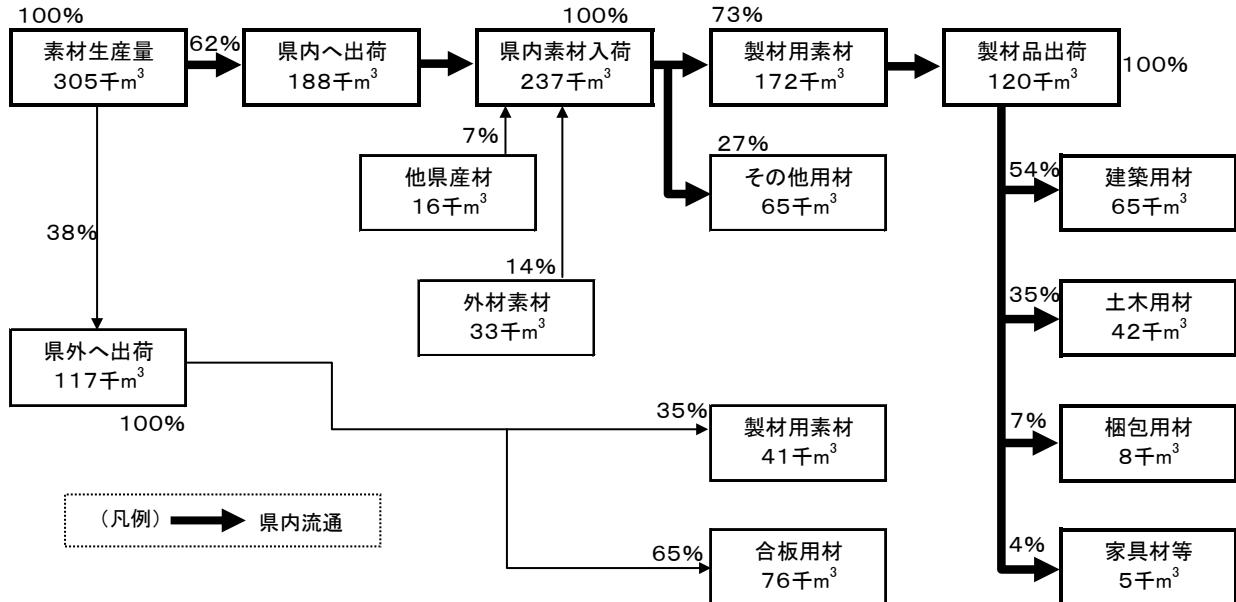 100%
素材生産量
305千m³
62%
県内へ出荷
188千m³
100%
県内素材入荷
237千m³
73%
製材用素材
172千m³
製材品出荷
120千m³
100%
7%
他県産材
16千m³
27%
その他用材
65千m³
54%
建築用材
65千m³
38%
14%
外材素材
33千m³
35%
土木用材
42千m³
県外へ出荷
117千m³
100%
35%
製材用素材
41千m³
7%
梱包用材
8千m³
(凡例) 県内流通
65%
合板用材
76千m³
4%
家具材等
5千m³